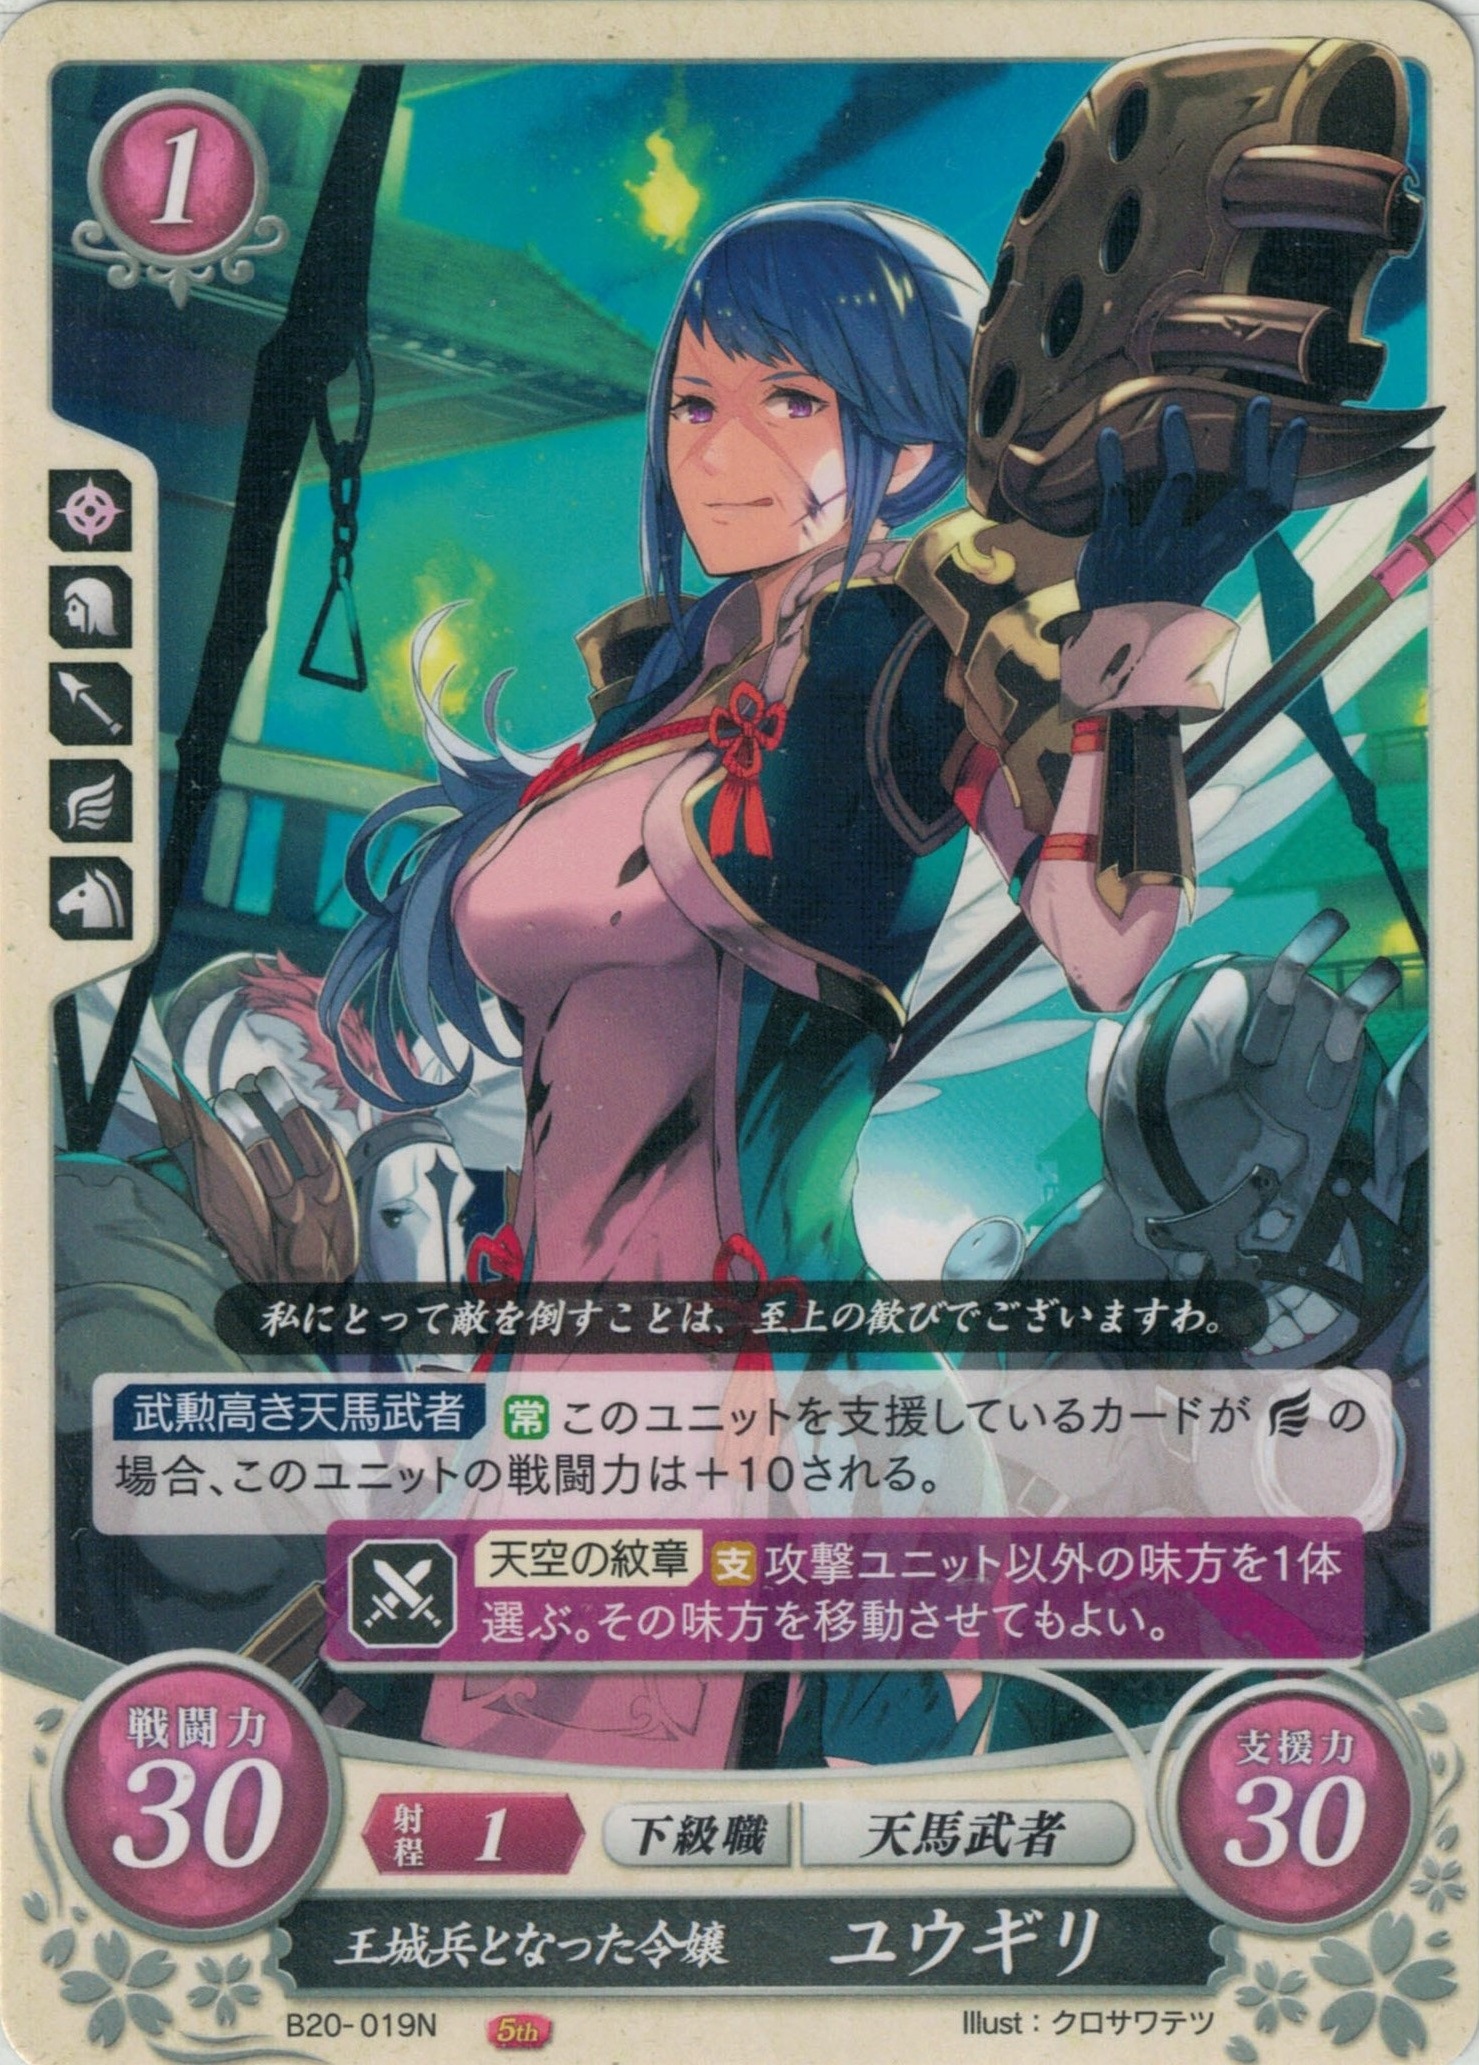 1
私にとって敵を倒すことは、至上の歓びでございますわ。
武勲高き天馬武者 常 このユニットを支援しているカードが の
場合、このユニットの戦闘力は＋10される。
天空の紋章 支 攻撃ユニット以外の味方を1体
選ぶ。その味方を移動させてもよい。
戦闘力
30
射程 1
下級職
天馬武者
支援力
30
王城兵となった令嬢 ユウギリ
B20-019N
5th
Illust：クロサワテツ